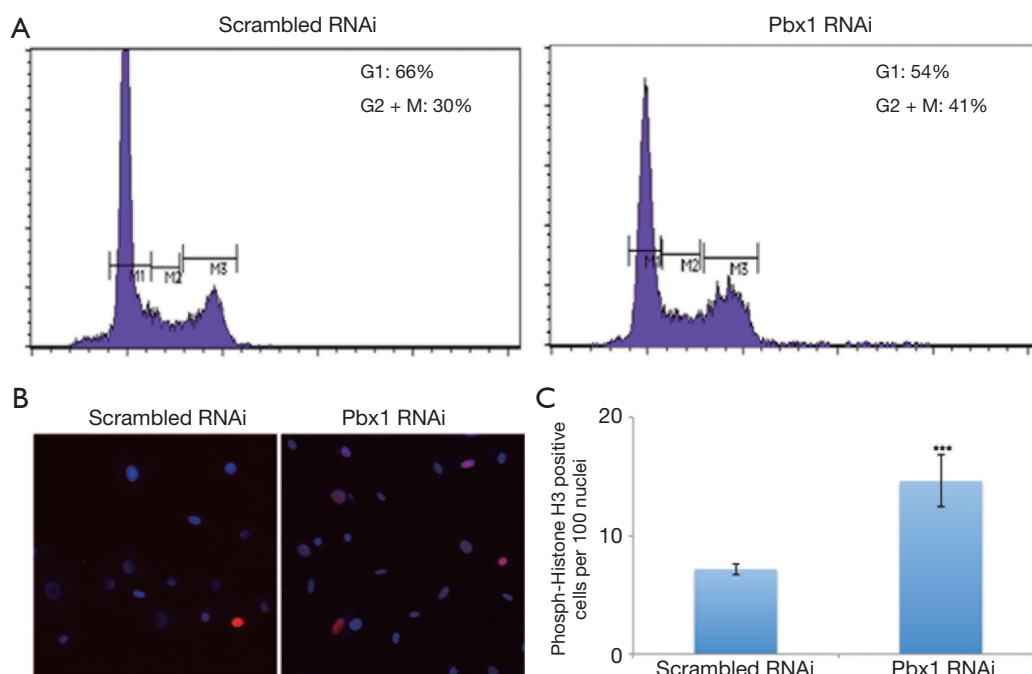 A
Scrambled RNAi
G1: 66%
G2 + M: 30%
M1
M2
M3
Pbx1 RNAi
G1: 54%
G2 + M: 41%
M1
M2
M3
B
Scrambled RNAi
Pbx1 RNAi
C
Phosph-Histone H3 positive
cells per 100 nuclei
20
10
0
***
Scrambled RNAi
Pbx1 RNAi